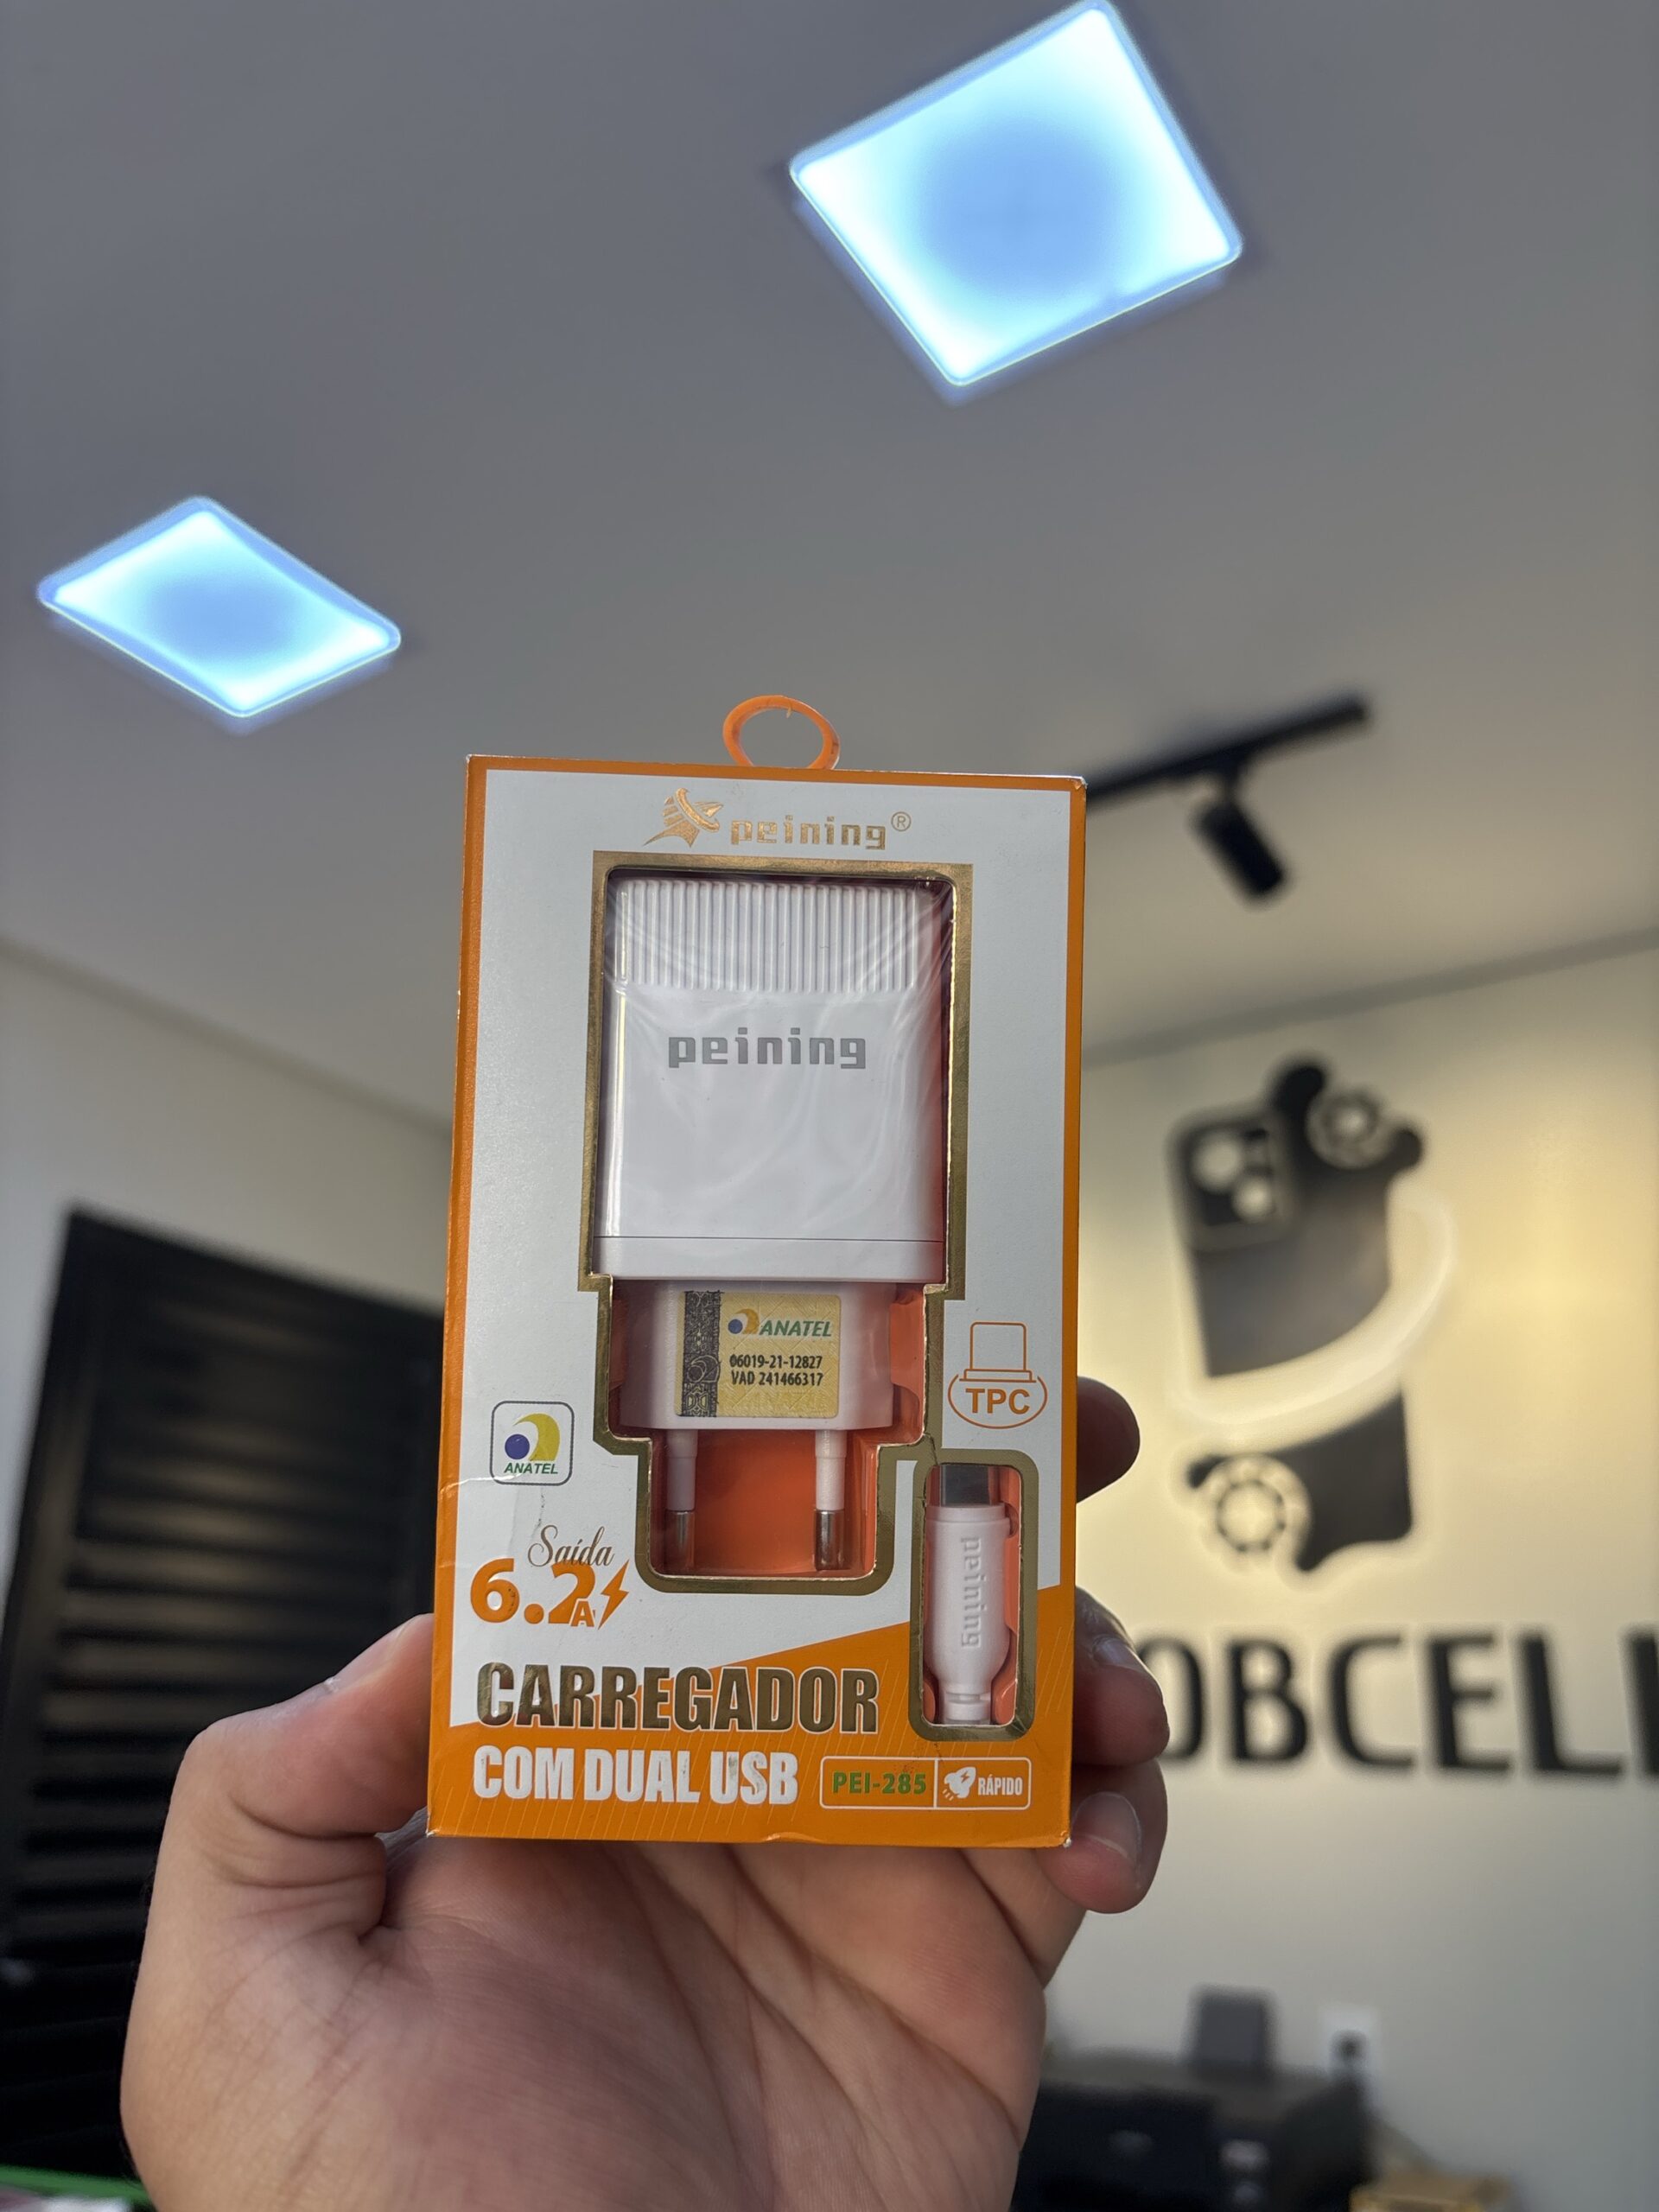 peining®
peining
ANATEL
06019-21-12827
VAD 241466317
TPC
ANATEL
peining
Saída
6.2A
CARREGADOR
COM DUAL USB
PEI-285
RÁPIDO
OBCELL